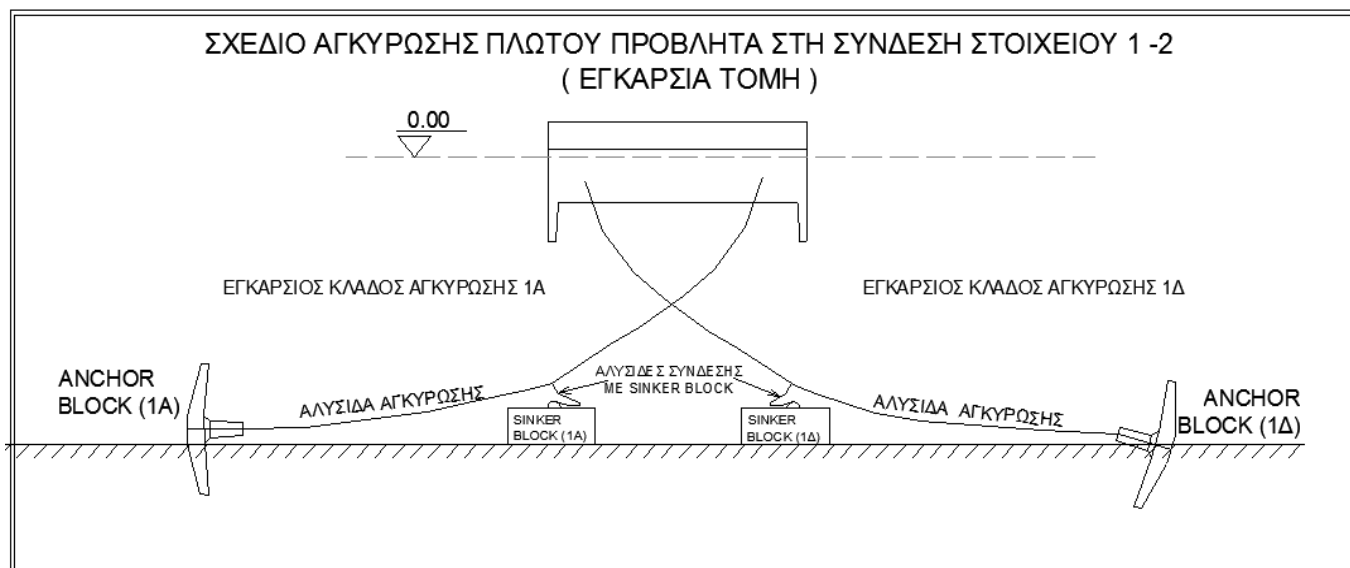 ΣΧΕΔΙΟ ΑΓΚΥΡΩΣΗΣ ΠΛΩΤΟΥ ΠΡΟΒΛΗΤΑ ΣΤΗ ΣΥΝΔΕΣΗ ΣΤΟΙΧΕΙΟΥ 1 -2
( ΕΓΚΑΡΣΙΑ ΤΟΜΗ )
0.00
ΕΓΚΑΡΣΙΟΣ ΚΛΑΔΟΣ ΑΓΚΥΡΩΣΗΣ 1Α
ΕΓΚΑΡΣΙΟΣ ΚΛΑΔΟΣ ΑΓΚΥΡΩΣΗΣ 1Δ
ANCHOR
BLOCK (1A)
ΑΛΥΣΙΔΑ ΑΓΚΥΡΩΣΗΣ
ΑΛΥΣΙΔΕΣ ΣΥΝΔΕΣΗΣ
ΜΕ SINKER BLOCK
ΑΛΥΣΙΔΑ ΑΓΚΥΡΩΣΗΣ
ANCHOR
BLOCK (1Δ)
SINKER
BLOCK (1A)
SINKER
BLOCK (1Δ)